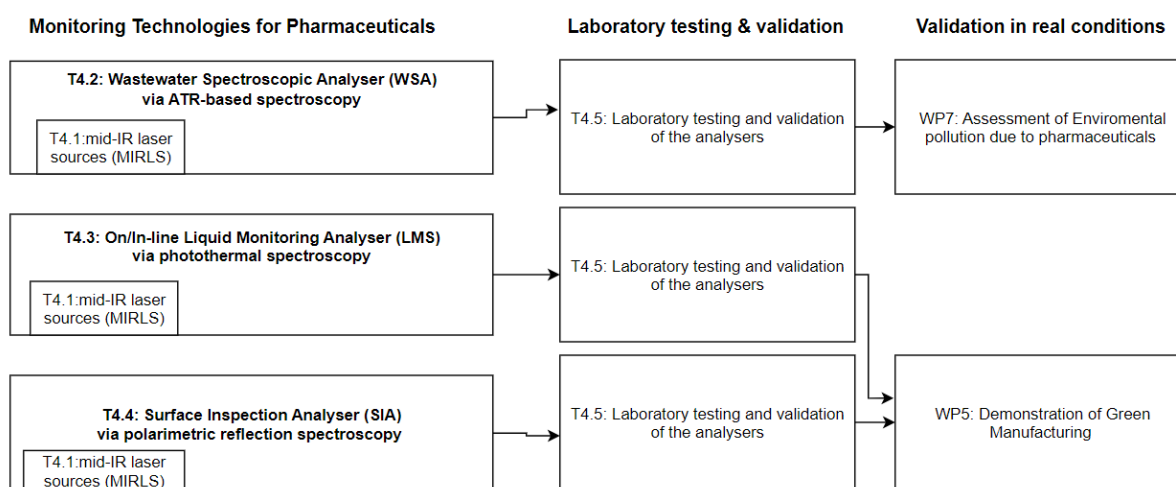 Monitoring Technologies for Pharmaceuticals
Laboratory testing & validation
Validation in real conditions
T4.2: Wastewater Spectroscopic Analyser (WSA)
via ATR-based spectroscopy
T4.1:mid-IR laser
sources (MIRLS)
T4.5: Laboratory testing and validation
of the analysers
WP7: Assessment of Enviromental
pollution due to pharmaceuticals
T4.3: On/In-line Liquid Monitoring Analyser (LMS)
via photothermal spectroscopy
T4.1:mid-IR laser
sources (MIRLS)
T4.5: Laboratory testing and validation
of the analysers
T4.4: Surface Inspection Analyser (SIA)
via polarimetric reflection spectroscopy
T4.1:mid-IR laser
sources (MIRLS)
T4.5: Laboratory testing and validation
of the analysers
WP5: Demonstration of Green
Manufacturing